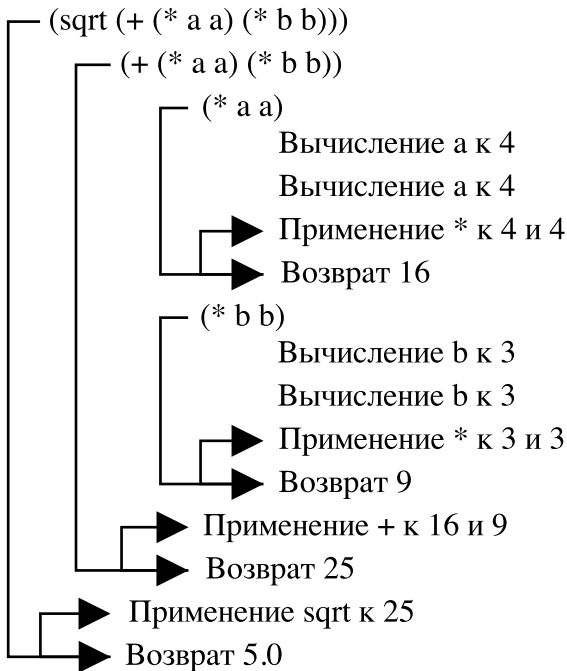 (sqrt (+ (* a a) (* b b)))
(+ (* a a) (* b b))
(* a a)
Вычисление a к 4
Вычисление a к 4
Применение * к 4 и 4
Возврат 16
(* b b)
Вычисление b к 3
Вычисление b к 3
Применение * к 3 и 3
Возврат 9
Применение + к 16 и 9
Возврат 25
Применение sqrt к 25
Возврат 5.0